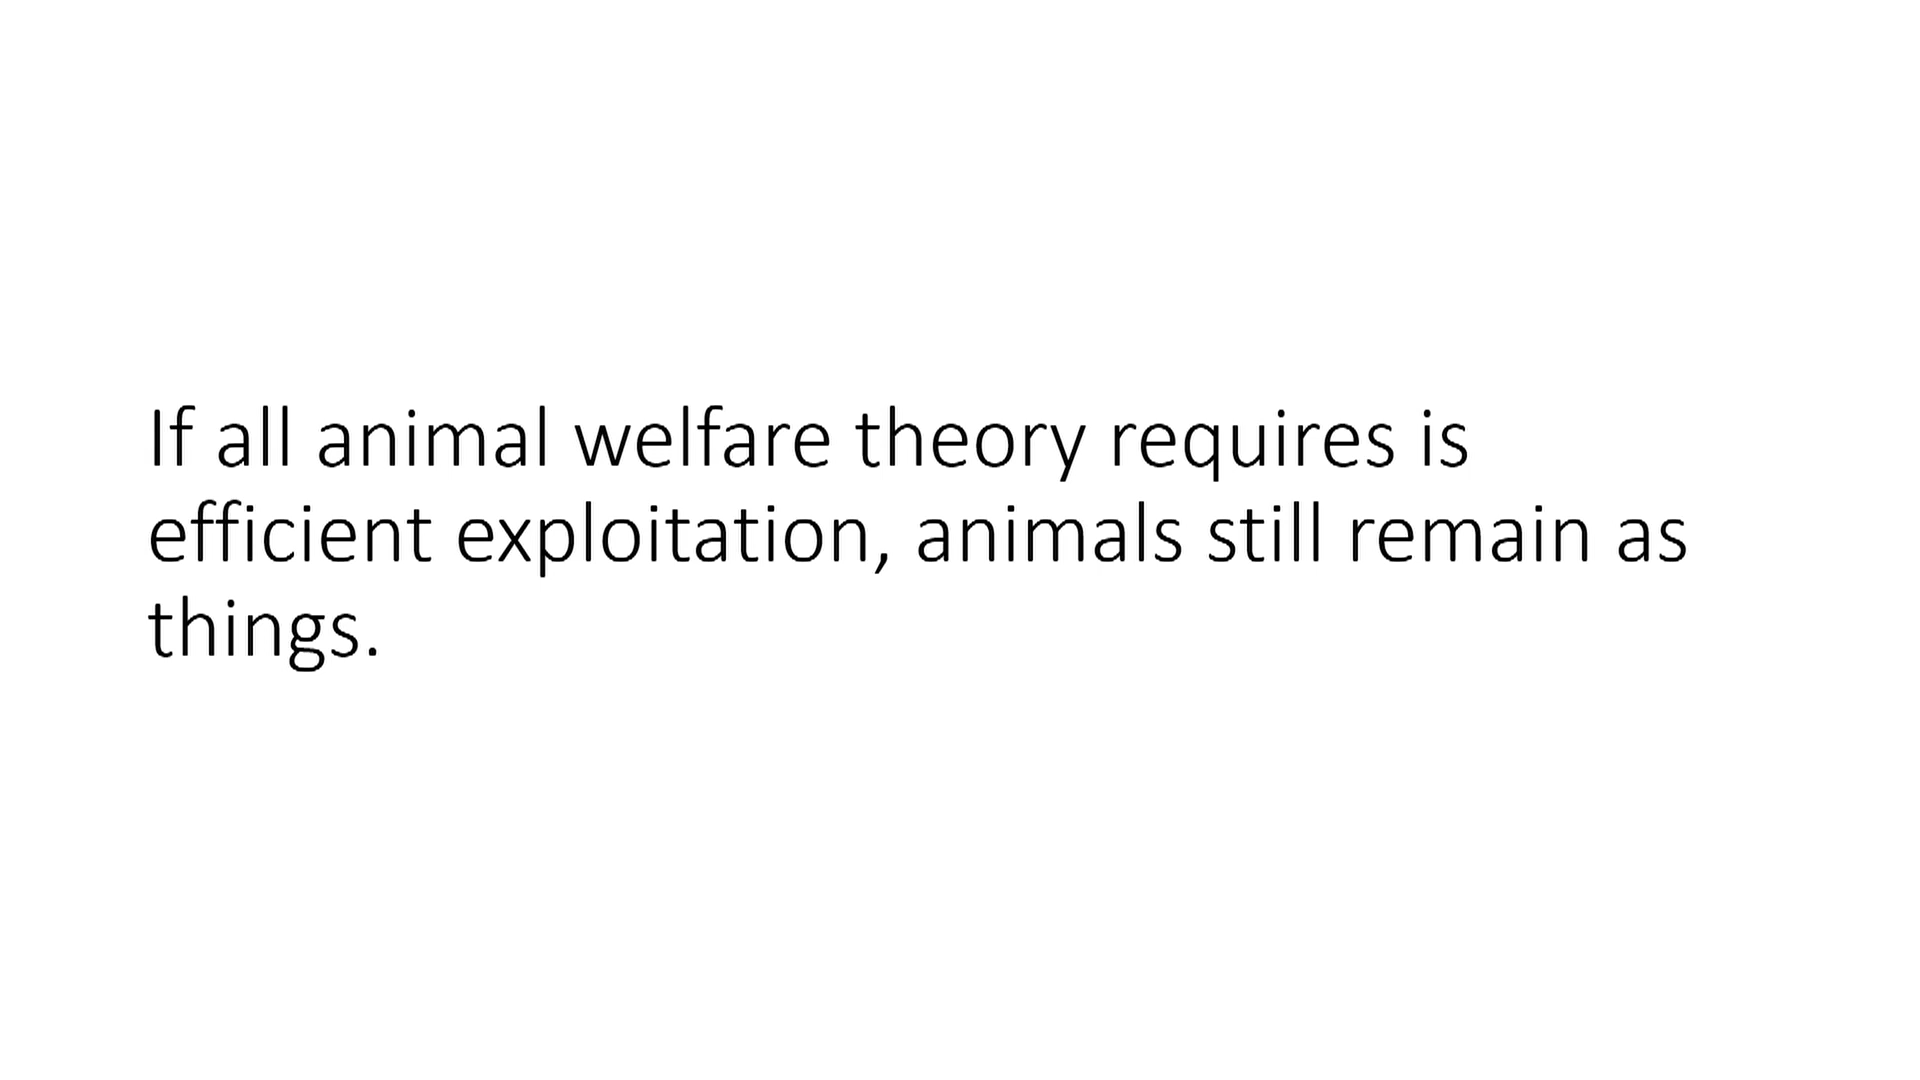 If all animal welfare theory requires is
efficient exploitation, animals still remain as
things.